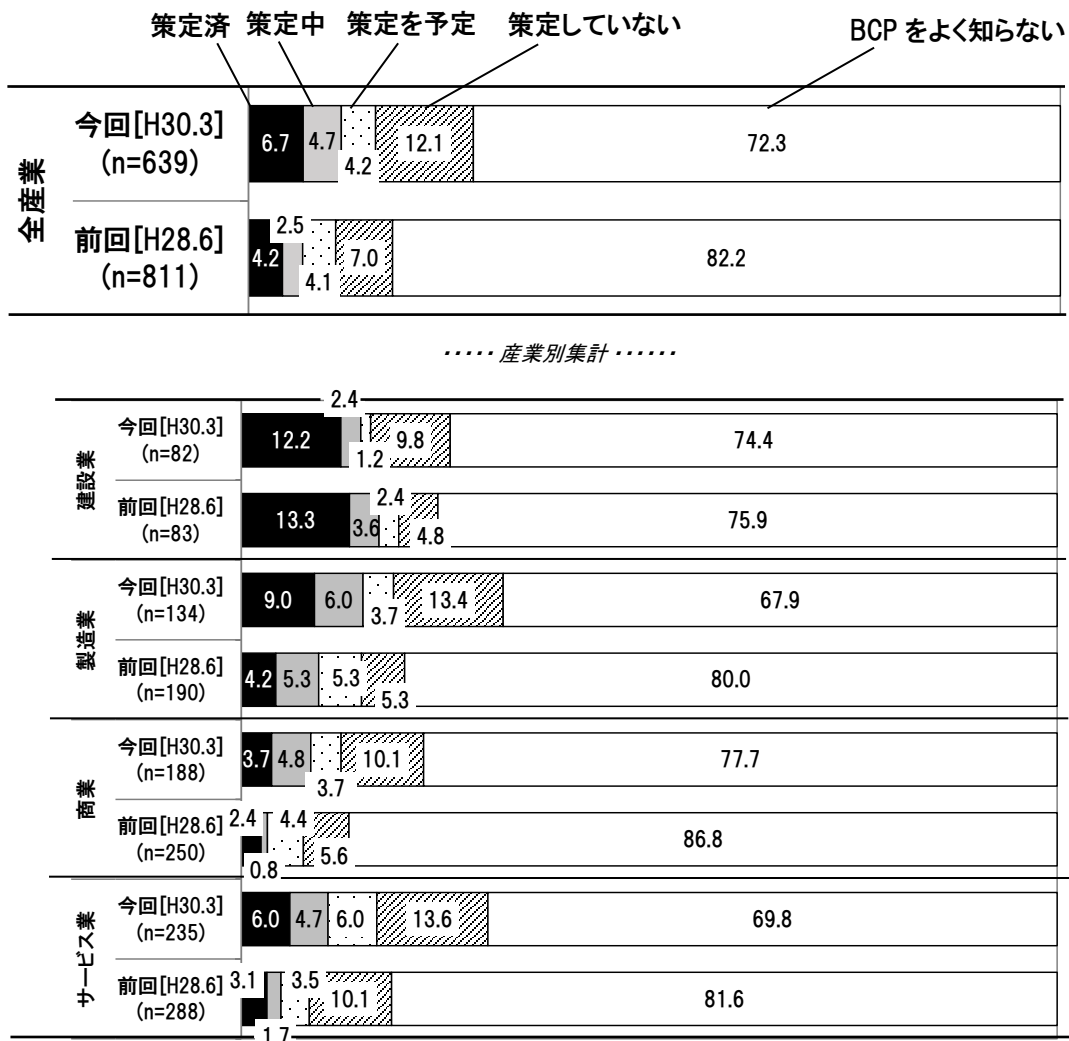 策定済 策定中 策定を予定 策定していない BCP をよく知らない
全産業
今回[H30.3]
(n=639)
6.7 4.7 4.2 12.1 72.3
前回[H28.6]
(n=811)
4.2 2.5 4.1 7.0 82.2
・・・・・ 産業別集計 ・・・・・・
建設業
今回[H30.3]
(n=82)
12.2 2.4 1.2 9.8 74.4
前回[H28.6]
(n=83)
13.3 3.6 2.4 4.8 75.9
製造業
今回[H30.3]
(n=134)
9.0 6.0 3.7 13.4 67.9
前回[H28.6]
(n=190)
4.2 5.3 5.3 5.3 80.0
商業
今回[H30.3]
(n=188)
3.7 4.8 3.7 10.1 77.7
前回[H28.6]
(n=250)
2.4 0.8 4.4 5.6 86.8
サービス業
今回[H30.3]
(n=235)
6.0 4.7 6.0 13.6 69.8
前回[H28.6]
(n=288)
3.1 1.7 3.5 10.1 81.6